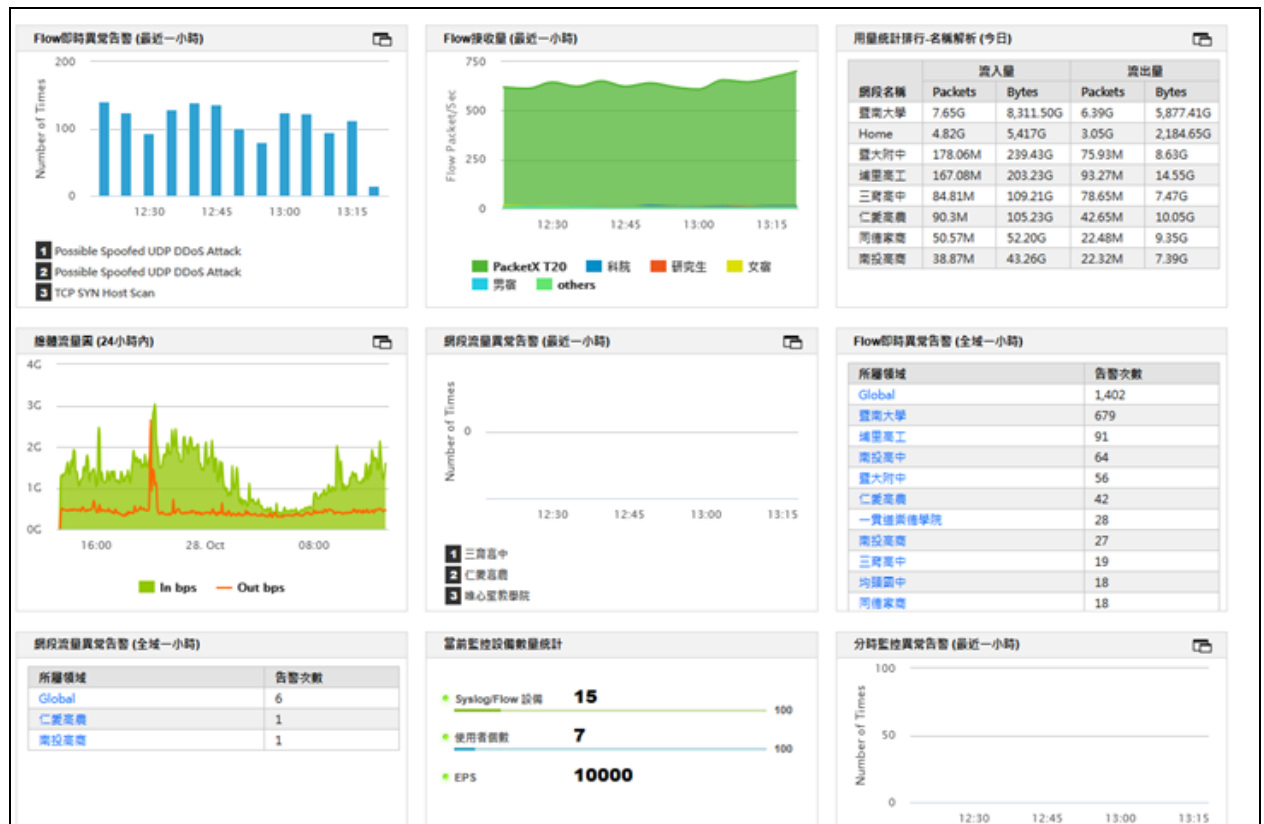 Flow即時異常告警 (最近一小時)
200
100
0
Number of Times
12:30 12:45 13:00 13:15
1 Possible Spoofed UDP DDoS Attack
2 Possible Spoofed UDP DDoS Attack
3 TCP SYN Host Scan
Flow接收量 (最近一小時)
750
500
250
0
Flow Packet/Sec
12:30 12:45 13:00 13:15
PacketX T20 科院 研究生 女宿
男宿 others
用量統計排行-名稱解析 (今日)
流入量 流出量
網段名稱 Packets Bytes Packets Bytes
暨南大學 7.65G 8,311.50G 6.39G 5,877.41G
Home 4.82G 5,417G 3.05G 2,184.65G
暨大附中 178.06M 239.43G 75.93M 8.63G
埔里高工 167.08M 203.23G 93.27M 14.55G
三育高中 84.81M 109.21G 78.65M 7.47G
仁愛高農 90.3M 105.23G 42.65M 10.05G
同德家商 50.57M 52.20G 22.48M 9.35G
南投高商 38.87M 43.26G 22.32M 7.39G
總體流量圖 (24小時內)
4G
3G
2G
1G
0G
16:00 28. Oct 08:00
In bps Out bps
網段流量異常告警 (最近一小時)
Number of Times
0
12:30 12:45 13:00 13:15
1 三育高中
2 仁愛高農
3 唯心聖教學院
Flow即時異常告警 (全域一小時)
所屬領域 告警次數
Global 1,402
暨南大學 679
埔里高工 91
南投高中 64
暨大附中 56
仁愛高農 42
一貫道崇德學院 28
南投高商 27
三育高中 19
均頭國中 18
同德家商 18
網段流量異常告警 (全域一小時)
所屬領域 告警次數
Global 6
仁愛高農 1
南投高商 1
當前監控設備數量統計
Syslog/Flow 設備 15
100
使用者個數 7
100
EPS 10000
分時監控異常告警 (最近一小時)
100
50
0
Number of Times
12:30 12:45 13:00 13:15